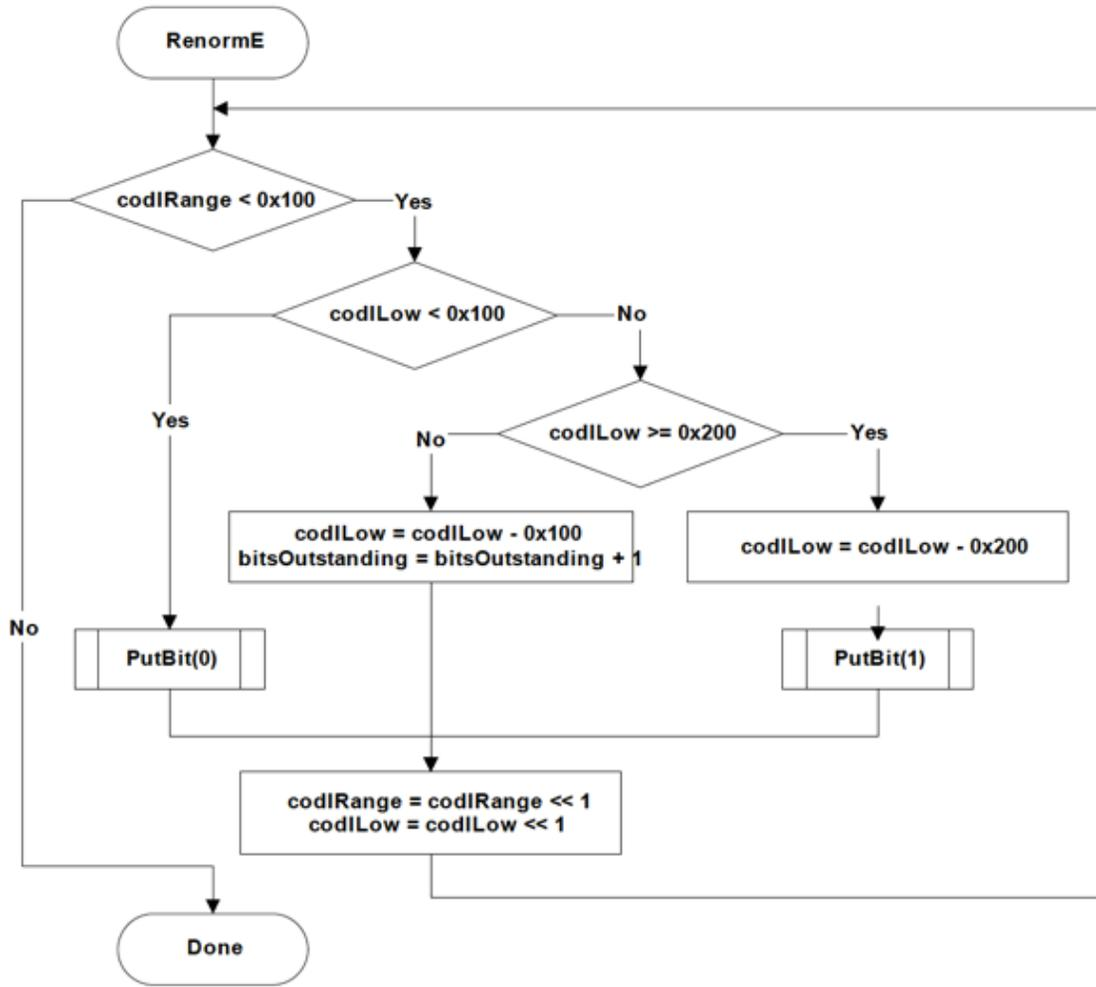 RenormE
codIRange < 0x100
Yes
codILow < 0x100
No
Yes
codILow >= 0x200
No
Yes
codILow = codILow - 0x100
bitsOutstanding = bitsOutstanding + 1
codILow = codILow - 0x200
No
PutBit(0)
PutBit(1)
codIRange = codIRange << 1
codILow = codILow << 1
Done